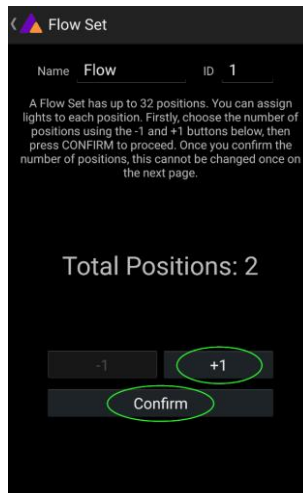 Flow Set
Name Flow ID 1
A Flow Set has up to 32 positions. You can assign
lights to each position. Firstly, choose the number of
positions using the -1 and +1 buttons below, then
press CONFIRM to proceed. Once you confirm the
number of positions, this cannot be changed once on
the next page.
Total Positions: 2
-1 +1
Confirm